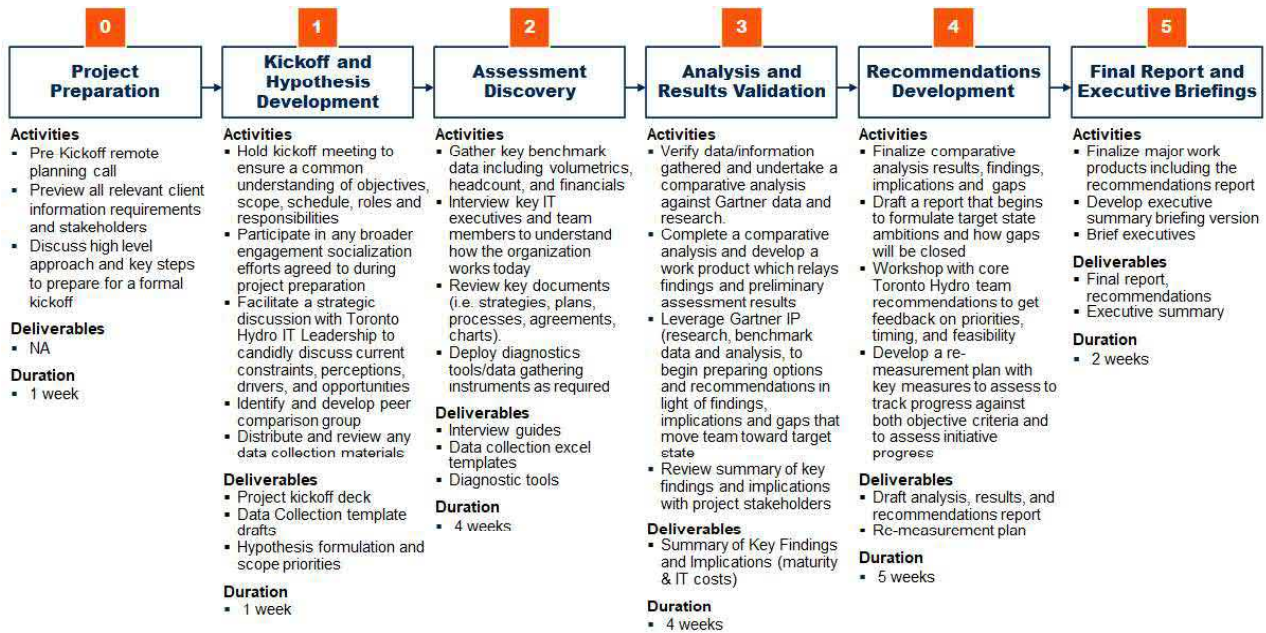 0
Project
Preparation
Activities
▪ Pre Kickoff remote
planning call
▪ Preview all relevant client
information requirements
and stakeholders
▪ Discuss high level
approach and key steps
to prepare for a formal
kickoff
Deliverables
▪ NA
Duration
▪ 1 week
1
Kickoff and
Hypothesis
Development
Activities
▪ Hold kickoff meeting to
ensure a common
understanding of objectives,
scope, schedule, roles and
responsibilities
▪ Participate in any broader
engagement socialization
efforts agreed to during
project preparation
▪ Facilitate a strategic
discussion with Toronto
Hydro IT Leadership to
candidly discuss current
constraints, perceptions,
drivers, and opportunities
▪ Identify and develop peer
comparison group
▪ Distribute and review any
data collection materials
Deliverables
▪ Project kickoff deck
▪ Data Collection template
drafts
▪ Hypothesis formulation and
scope priorities
Duration
▪ 1 week
2
Assessment
Discovery
Activities
▪ Gather key benchmark
data including volumetrics,
headcount, and financials
▪ Interview key IT
executives and team
members to understand
how the organization
works today
▪ Review key documents
(i.e. strategies, plans,
processes, agreements,
charts).
▪ Deploy diagnostics
tools/data gathering
instruments as required
Deliverables
▪ Interview guides
▪ Data collection excel
templates
▪ Diagnostic tools
Duration
▪ 4 weeks
3
Analysis and
Results Validation
Activities
▪ Verify data/information
gathered and undertake a
comparative analysis
against Gartner data and
research.
▪ Complete a comparative
analysis and develop a
work product which relays
findings and preliminary
assessment results
▪ Leverage Gartner IP
(research, benchmark
data and analysis, to
begin preparing options
and recommendations in
light of findings,
implications and gaps that
move team toward target
state
▪ Review summary of key
findings and implications
with project stakeholders
Deliverables
▪ Summary of Key Findings
and Implications (maturity
& IT costs)
Duration
▪ 4 weeks
4
Recommendations
Development
Activities
▪ Finalize comparative
analysis results, findings,
implications and gaps
▪ Draft a report that begins
to formulate target state
ambitions and how gaps
will be closed
▪ Workshop with core
Toronto Hydro team
recommendations to get
feedback on priorities,
timing, and feasibility
▪ Develop a re-
measurement plan with
key measures to assess to
track progress against
both objective criteria and
to assess initiative
progress
Deliverables
▪ Draft analysis, results, and
recommendations report
▪ Re-measurement plan
Duration
▪ 5 weeks
5
Final Report and
Executive Briefings
Activities
▪ Finalize major work
products including the
recommendations report
▪ Develop executive
summary briefing version
▪ Brief executives
Deliverables
▪ Final report,
recommendations
▪ Executive summary
Duration
▪ 2 weeks